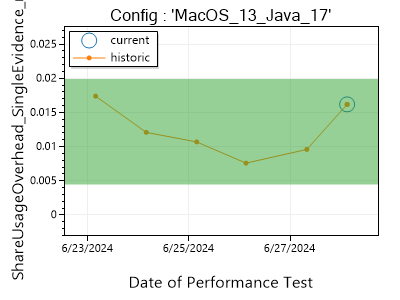 Config : 'MacOS_13_Java_17'
ShareUsageOverhead_SingleEvidence_
current
historic
0.025
0.02
0.015
0.01
0.005
0
6/23/2024
6/25/2024
6/27/2024
Date of Performance Test